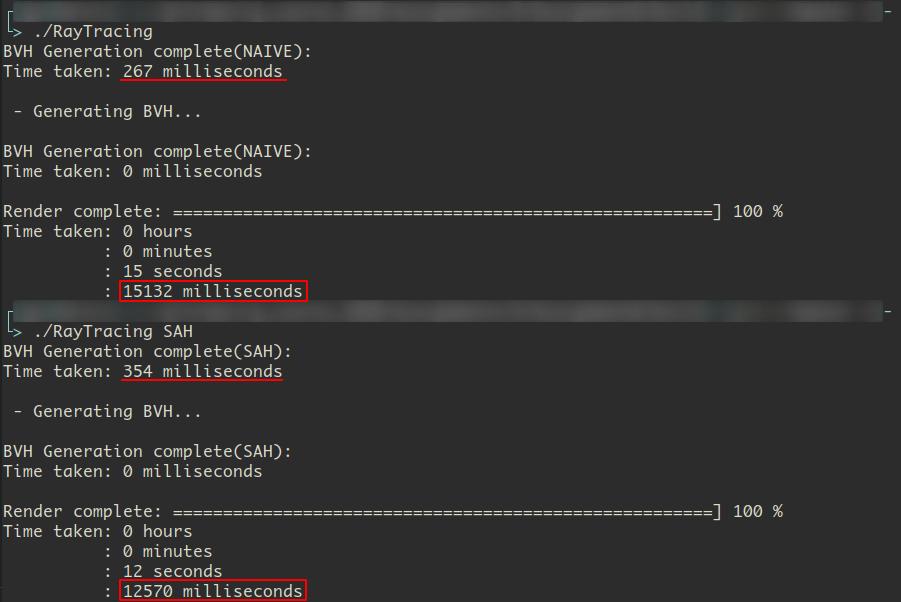 > ./RayTracing
BVH Generation complete(NAIVE):
Time taken: 267 milliseconds
- Generating BVH...
BVH Generation complete(NAIVE):
Time taken: 0 milliseconds
Render complete: ======================================================] 100 %
Time taken: 0 hours
: 0 minutes
: 15 seconds
: 15132 milliseconds
> ./RayTracing SAH
BVH Generation complete(SAH):
Time taken: 354 milliseconds
- Generating BVH...
BVH Generation complete(SAH):
Time taken: 0 milliseconds
Render complete: ======================================================] 100 %
Time taken: 0 hours
: 0 minutes
: 12 seconds
: 12570 milliseconds